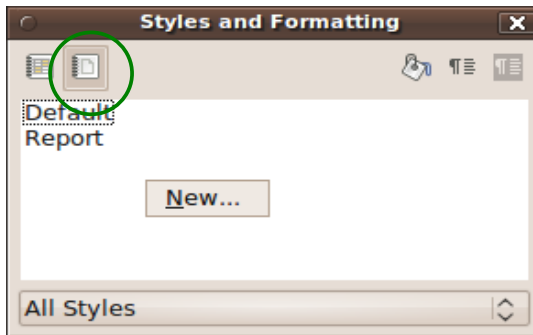 Styles and Formatting
Default
Report
New...
All Styles